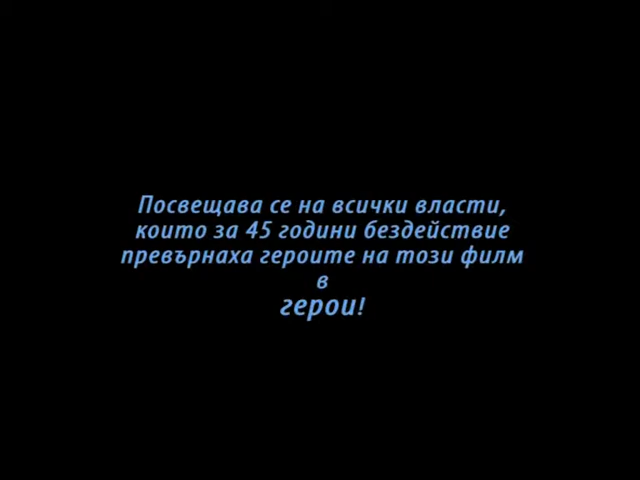 Посвещава се на всички власти,
които за 45 години бездействие
превърнаха героите на този филм
в
герои!